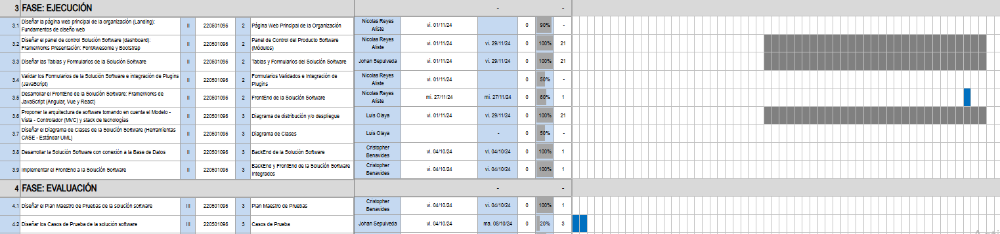 3 FASE: EJECUCIÓN - -
3.1 Diseñar la página web principal de la organización (Landing): Fundamentos de diseño web II 220501096 2 Página Web Principal de la Organización Nicolas Reyes Aliste vi. 01/11/24 0 90% -
3.2 Diseñar el panel de control Solución Software (dashboard): FrameWorks Presentación: FontAwesome y Bootstrap II 220501096 2 Panel de Control del Producto Software (Módulos) Nicolas Reyes Aliste vi. 01/11/24 vi. 29/11/24 0 100% 21
3.3 Diseñar las Tablas y Formularios de la Solución Software II 220501096 2 Tablas y Formularios del Solución Software Johan Sepulveda vi. 01/11/24 vi. 29/11/24 0 100% 21
3.4 Validar los Formularios de la Solución Software e integración de Plugins (JavaScript) II 220501096 2 Formularios Validados e Integración de Plugins Nicolas Reyes Aliste vi. 01/11/24 0 50% -
3.5 Desarrollar el FrontEnd de la Solución Software: FrameWorks de JavaScript (Angular, Vue y React) II 220501096 2 FrontEnd de la Solución Software Nicolas Reyes Aliste mi. 27/11/24 mi. 27/11/24 0 60% 1
3.6 Proponer la arquitectura de software tomando en cuenta el Modelo - Vista - Controlador (MVC) y stack de tecnologías II 220501096 3 Diagrama de distribución y/o despliegue Luis Olaya vi. 01/11/24 vi. 29/11/24 0 100% 21
3.7 Diseñar el Diagrama de Clases de la Solución Software (Herramientas CASE - Estándar UML) II 220501096 3 Diagrama de Clases Luis Olaya - 0 50% -
3.8 Desarrollar la Solución Software con conexión a la Base de Datos II 220501096 3 BackEnd de la Solución Software Cristopher Benavides vi. 04/10/24 vi. 04/10/24 0 100% 1
3.9 Implementar el FrontEnd a la Solución Software II 220501096 3 BackEnd y FrontEnd de la Solución Software Integrados Cristopher Benavides vi. 04/10/24 vi. 04/10/24 0 100% 1
4 FASE: EVALUACIÓN - -
4.1 Diseñar el Plan Maestro de Pruebas de la solución software III 220501096 3 Plan Maestro de Pruebas Cristopher Benavides vi. 04/10/24 vi. 04/10/24 0 100% 1
4.2 Diseñar los Casos de Prueba de la solución software III 220501096 3 Casos de Prueba Johan Sepulveda vi. 04/10/24 ma. 08/10/24 0 20% 3